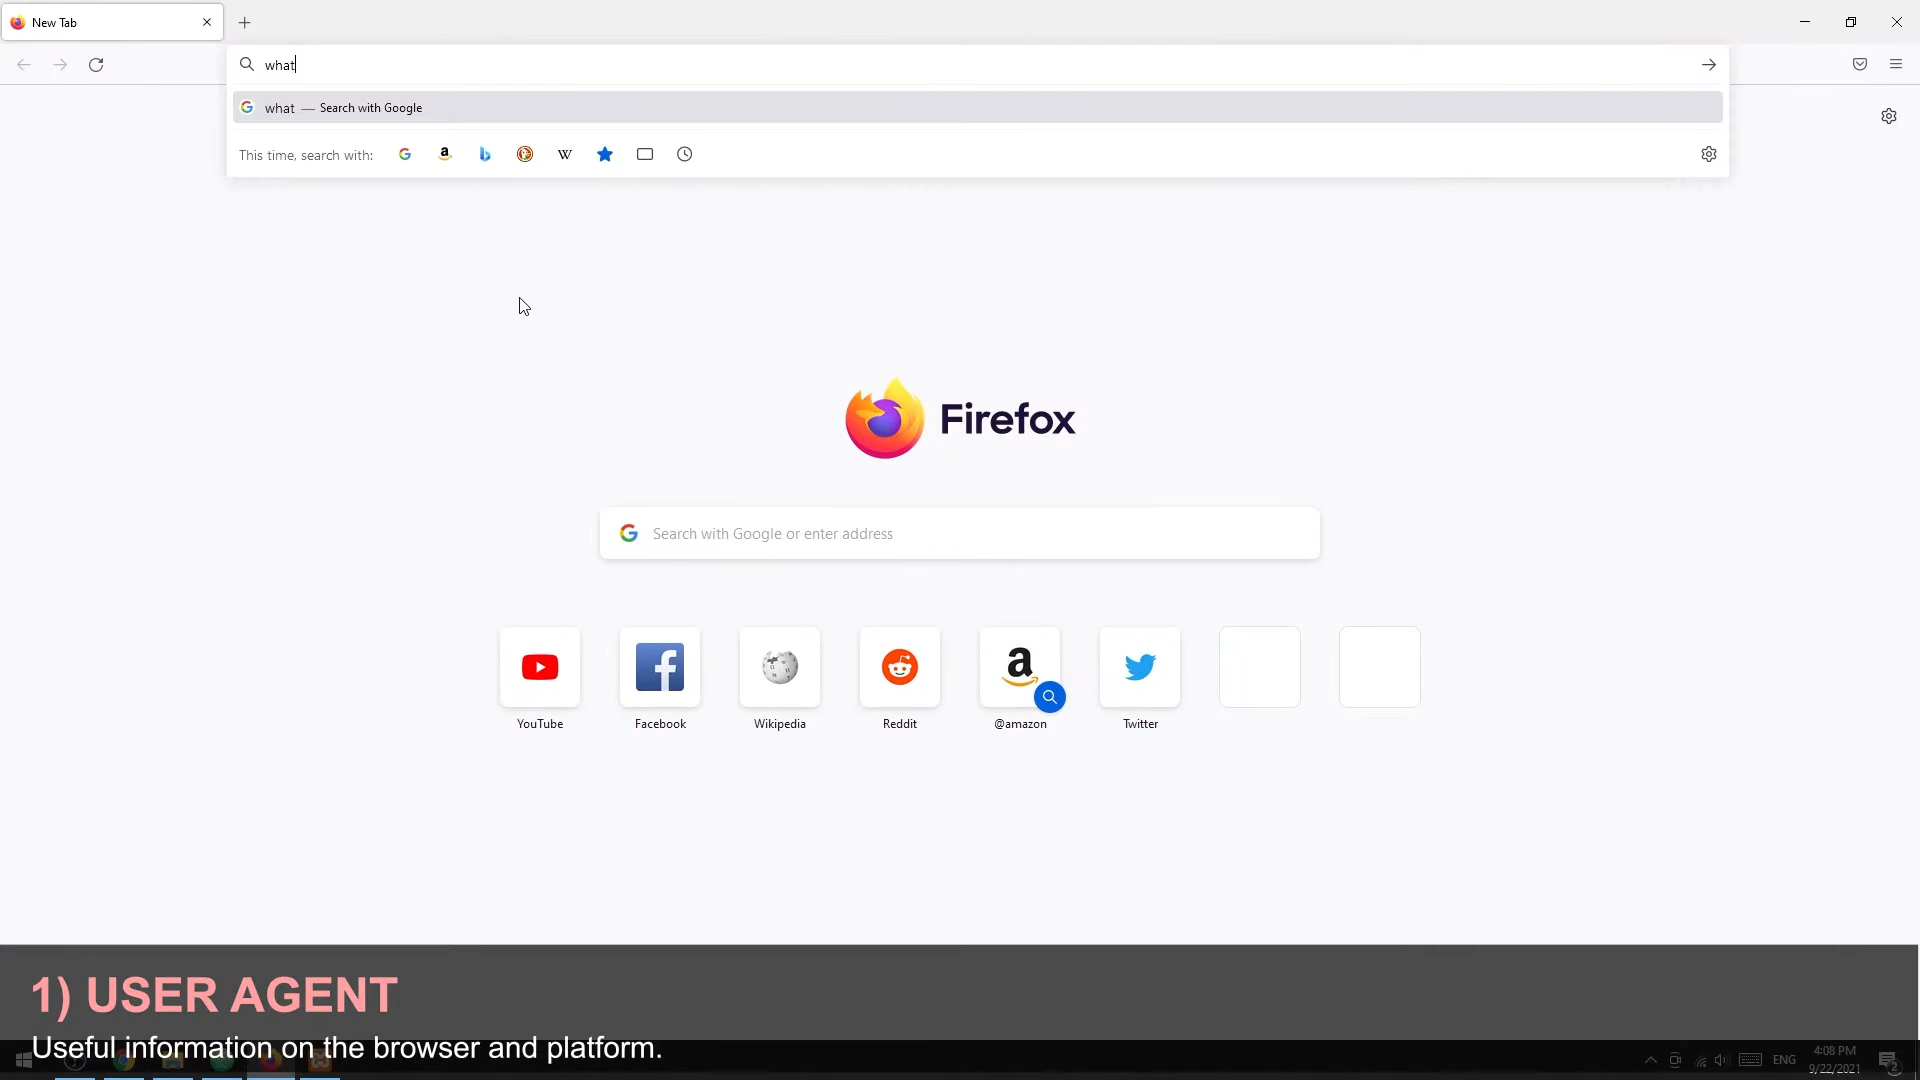 New Tab
what
what — Search with Google
This time, search with:
Firefox
Search with Google or enter address
YouTube
Facebook
Wikipedia
Reddit
@amazon
Twitter
1) USER AGENT
Useful information on the browser and platform.
ENG
4:08 PM
9/22/2021
2